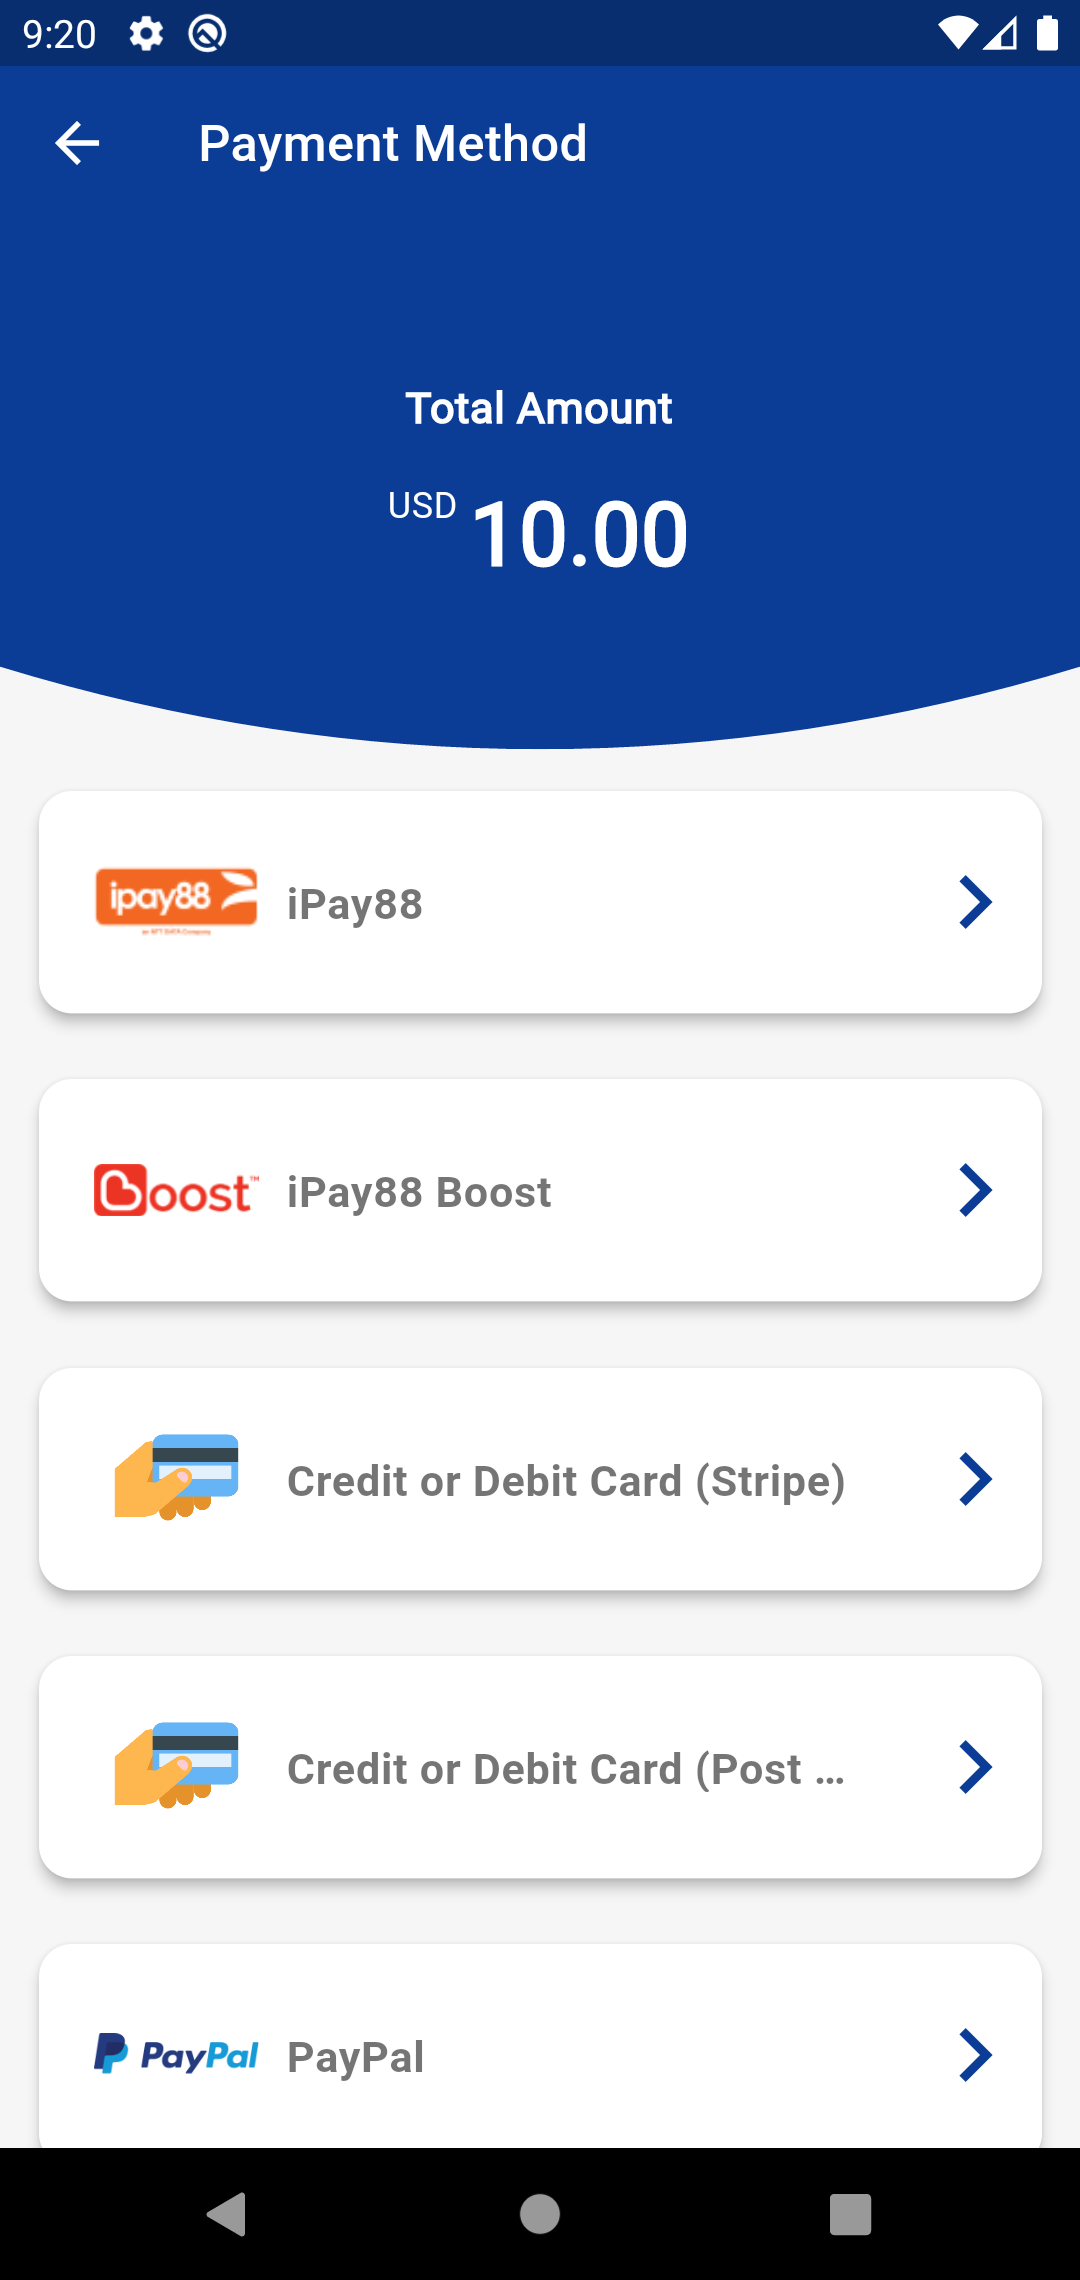 9:20
Payment Method
Total Amount
USD 10.00
ipay88
iPay88
Boost™
iPay88 Boost
Credit or Debit Card (Stripe)
Credit or Debit Card (Post ...
PayPal
PayPal